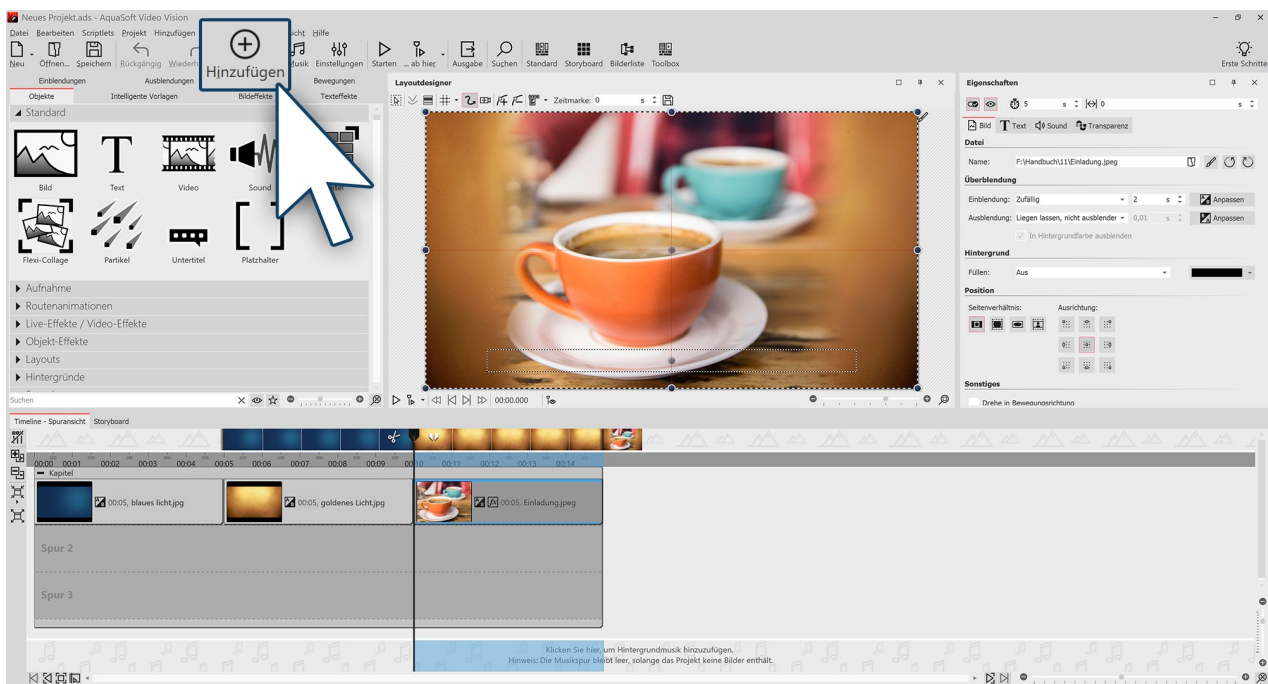 Neues Projekt.ads - AquaSoft Video Vision
Datei Bearbeiten Scriptlets Projekt Hinzufügen Hilfe
Neu Öffnen... Speichern Rückgängig Hinzufügen Musik Einstellungen Starten ... ab hier Ausgabe Suchen Standard Storyboard Bilderliste Toolbox Erste Schritte
Einblendungen Ausblendungen Bewegungen
Objekte Intelligente Vorlagen Bildeffekte Texteffekte
Standard
Bild Text Video Sound
Flexi-Collage Partikel Untertitel Platzhalter
Aufnahme
Routenanimationen
Live-Effekte / Video-Effekte
Objekt-Effekte
Layouts
Hintergründe
Suchen
Layoutdesigner
Zeitmarke: 0 s
00:00.000
Eigenschaften
5 s 0 s
Bild Text Sound Transparenz
Datei
Name: F:\Handbuch\11\Einladung.jpeg
Überblendung
Einblendung: Zufällig 2 s Anpassen
Ausblendung: Liegen lassen, nicht ausblenden 0,01 s Anpassen
In Hintergrundfarbe ausblenden
Hintergrund
Füllen: Aus
Position
Seitenverhältnis: Ausrichtung:
Sonstiges
Drehe in Bewegungsrichtung
Timeline - Spuransicht Storyboard
00:00 00:01 00:02 00:03 00:04 00:05 00:06 00:07 00:08 00:09 00:10 00:11 00:12 00:13 00:14
Kapitel
00:05, blaues licht.jpg 00:05, goldenes Licht.jpg 00:05, Einladung.jpeg
Spur 2
Spur 3
Klicken Sie hier, um Hintergrundmusik hinzuzufügen.
Hinweis: Die Musikspur bleibt leer, solange das Projekt keine Bilder enthält.